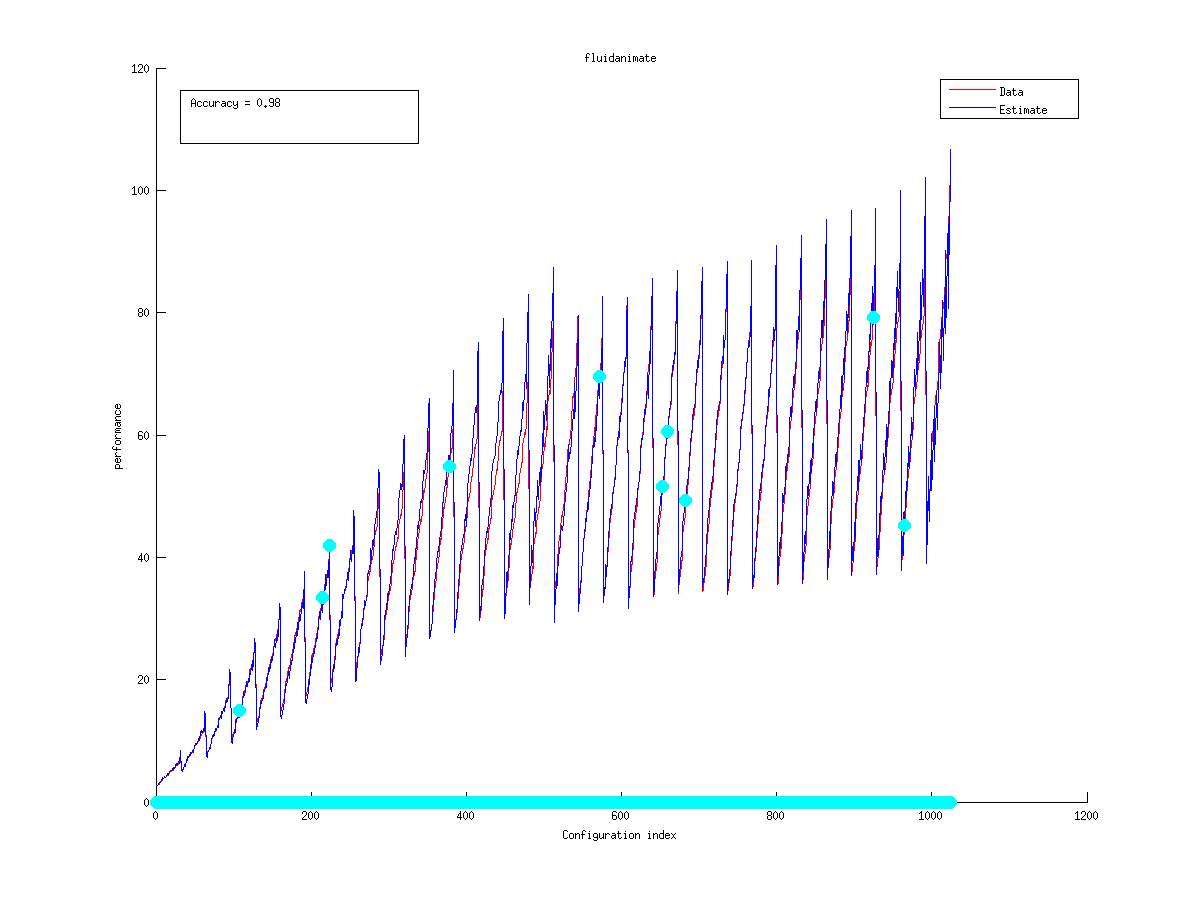 fluidanimate
Accuracy = 0.98
Data
Estimate
performance
120
100
80
60
40
20
0
0 200 400 600 800 1000 1200
Configuration index